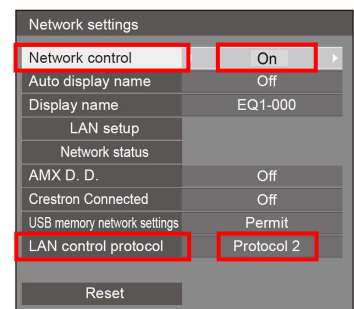 Network settings
Network control On
Auto display name Off
Display name EQ1-000
LAN setup
Network status
AMX D. D. Off
Crestron Connected Off
USB memory network settings Permit
LAN control protocol Protocol 2
Reset